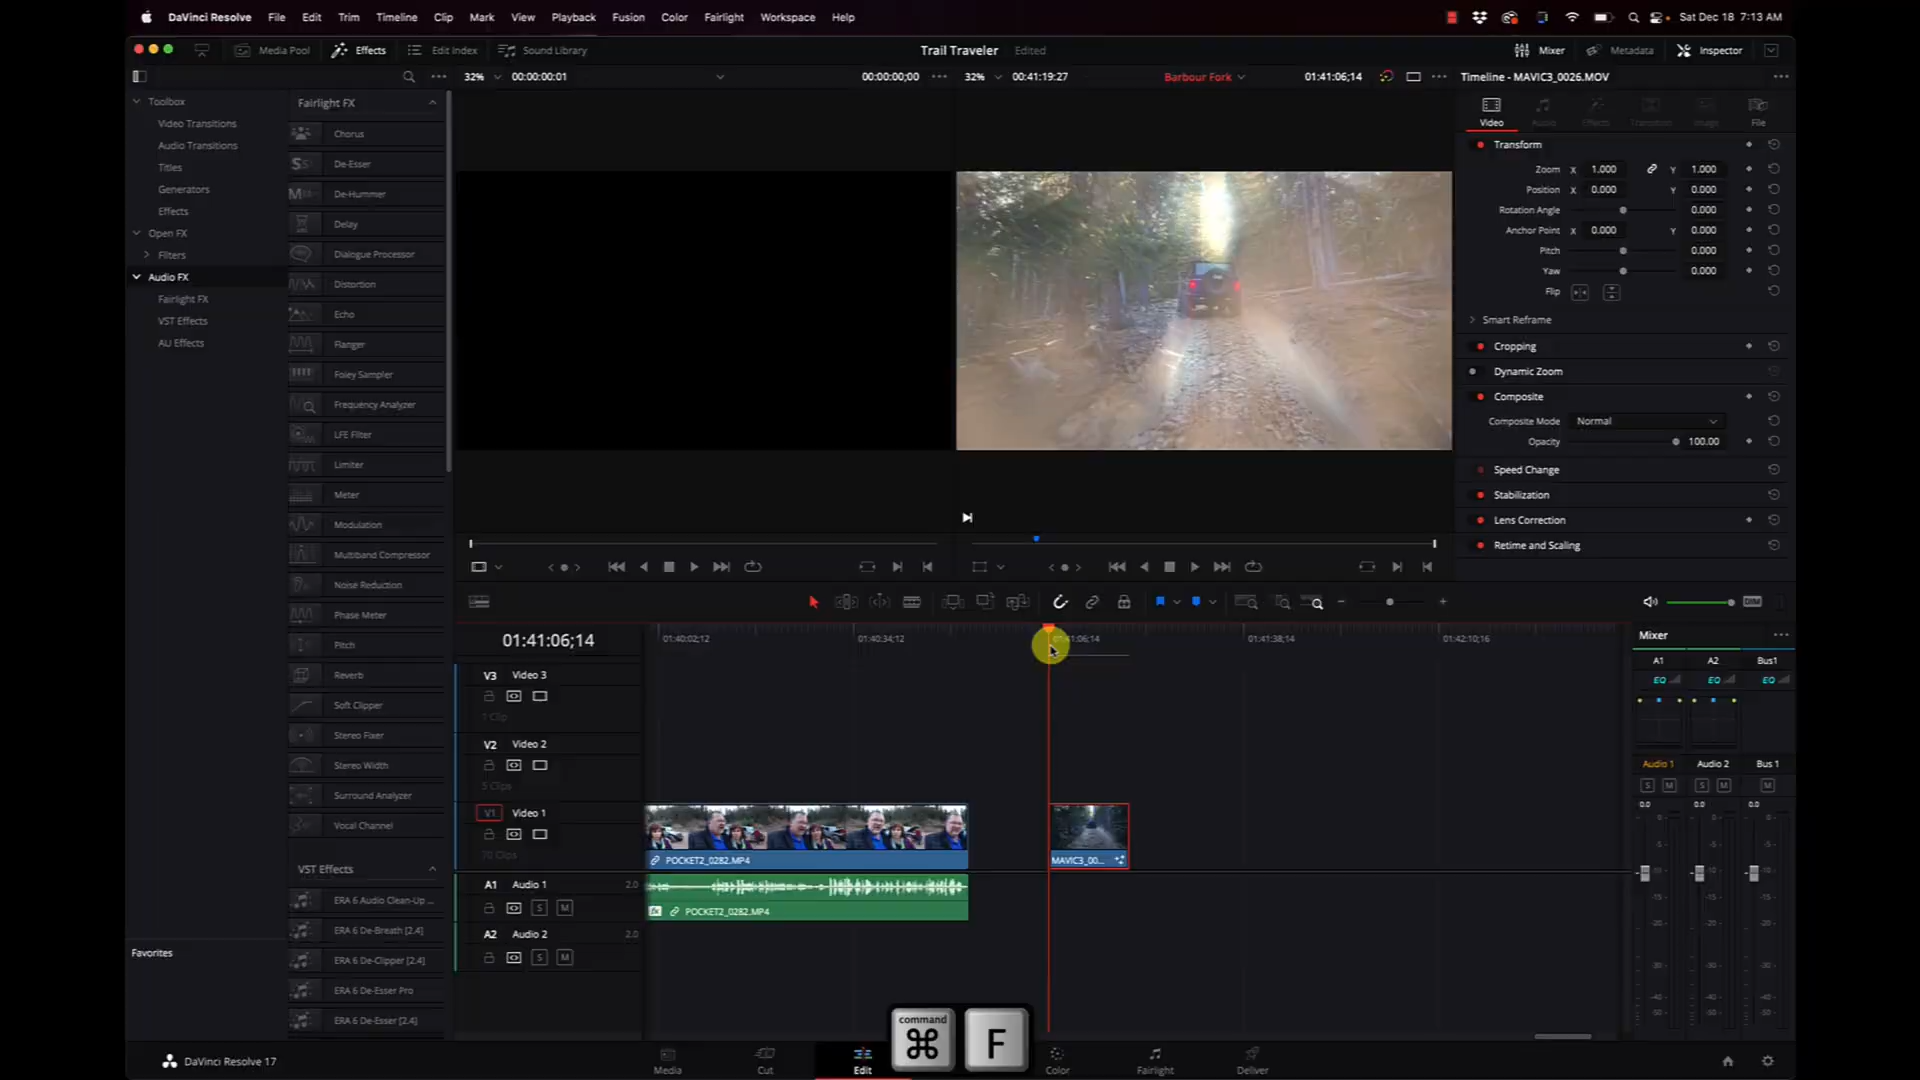 DaVinci Resolve File Edit Trim Timeline Clip Mark View Playback Fusion Color Fairlight Workspace Help Sat Dec 18 7:13 AM
Media Pool Effects Edit Index Sound Library Trail Traveler Edited Mixer Metadata Inspector
32% 00:00:00:01 00:00:00;00 32% 00:41:19:27 Barbour Fork 01:41:06;14 Timeline - MAVIC3_0026.MOV
Toolbox
Video Transitions
Audio Transitions
Titles
Generators
Effects
Open FX
Filters
Audio FX
Fairlight FX
VST Effects
AU Effects
Favorites
Fairlight FX
Chorus
De-Esser
De-Hummer
Delay
Dialogue Processor
Distortion
Echo
Flanger
Foley Sampler
Frequency Analyzer
LFE Filter
Limiter
Meter
Modulation
Multiband Compressor
Noise Reduction
Phase Meter
Pitch
Reverb
Soft Clipper
Stereo Fixer
Stereo Width
Surround Analyzer
Vocal Channel
VST Effects
ERA 6 Audio Clean-Up ...
ERA 6 De-Breath [2.4]
ERA 6 De-Clipper [2.4]
ERA 6 De-Esser Pro
ERA 6 De-Esser [2.4]
Video Audio Effects Transition Image File
Transform
Zoom X 1.000 Y 1.000
Position X 0.000 Y 0.000
Rotation Angle 0.000
Anchor Point X 0.000 Y 0.000
Pitch 0.000
Yaw 0.000
Flip
Smart Reframe
Cropping
Dynamic Zoom
Composite
Composite Mode Normal
Opacity 100.00
Speed Change
Stabilization
Lens Correction
Retime and Scaling
DIM
01:41:06;14 01:40:02;12 01:40:34;12 01:41:06;14 01:41:38;14 01:42:10;16
V3 Video 3
1 Clip
V2 Video 2
5 Clips
V1 Video 1
70 Clips
POCKET2_0282.MP4 MAVIC3_00...
A1 Audio 1 2.0
S M
fx POCKET2_0282.MP4
A2 Audio 2 2.0
S M
Mixer
A1 A2 Bus1
EQ EQ EQ
Audio 1 Audio 2 Bus 1
S M S M M
0.0 0.0 0.0
command
⌘ F
DaVinci Resolve 17
Media Cut Edit Color Fairlight Deliver